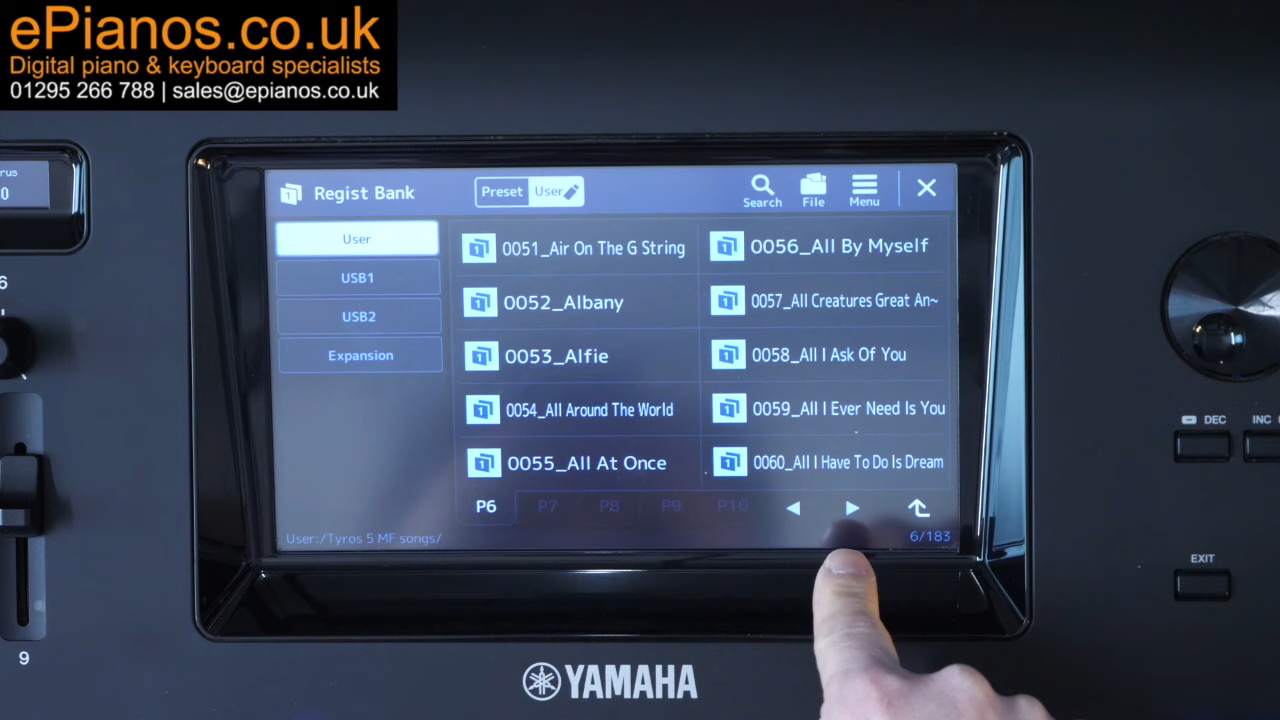 ePianos.co.uk
Digital piano & keyboard specialists
01295 266 788 | sales@epianos.co.uk
rus
0
Regist Bank
Preset
User
Search
File
Menu
User
USB1
USB2
Expansion
0051_Air On The G String
0052_Albany
0053_Alfie
0054_All Around The World
0055_All At Once
0056_All By Myself
0057_All Creatures Great An~
0058_All I Ask Of You
0059_All I Ever Need Is You
0060_All I Have To Do Is Dream
P6 P7 P8 P9 P10
User:/Tyros 5 MF songs/
6/183
6
9
DEC
INC
EXIT
YAMAHA